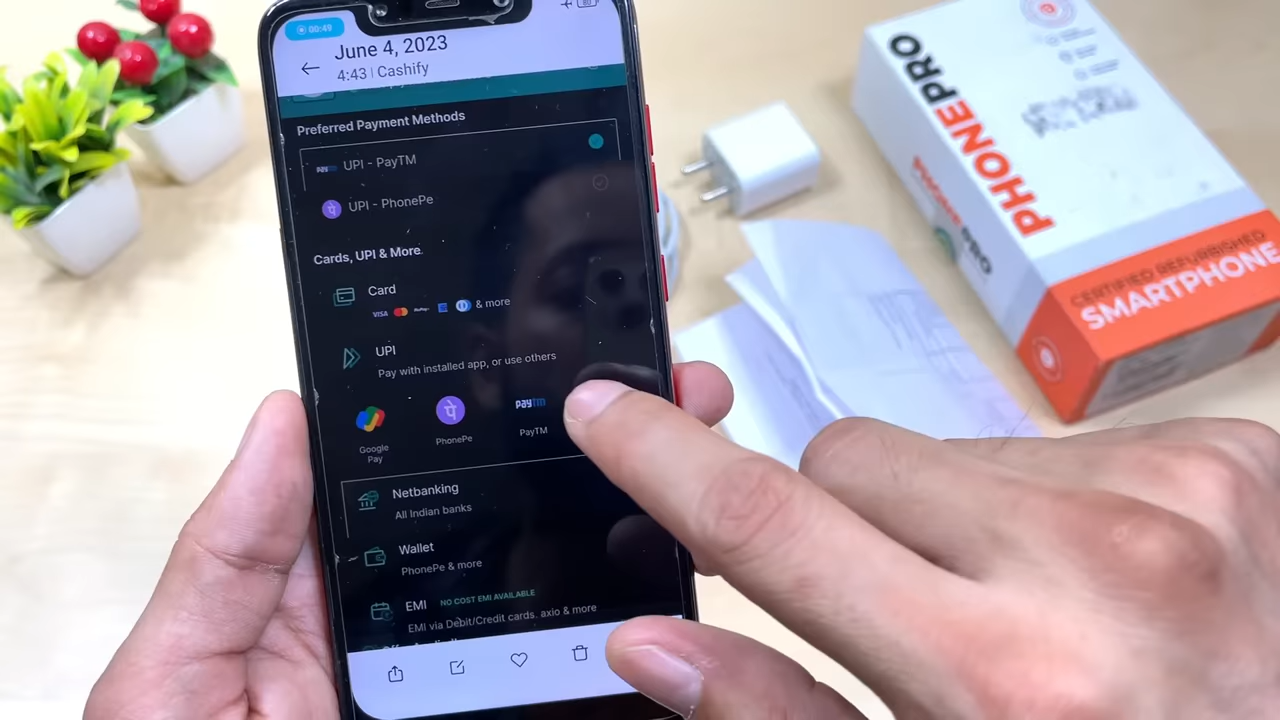 00:49
June 4, 2023
4:43 | Cashify
Preferred Payment Methods
UPI - PayTM
UPI - PhonePe
Cards, UPI & More
Card
VISA
& more
UPI
Pay with installed app, or use others
पे
paytm
Google
Pay
PhonePe
PayTM
Netbanking
All Indian banks
Wallet
PhonePe & more
EMI NO COST EMI AVAILABLE
EMI via Debit/Credit cards, axio & more
PHONEPRO
CERTIFIED REFURBISHED
SMARTPHONE